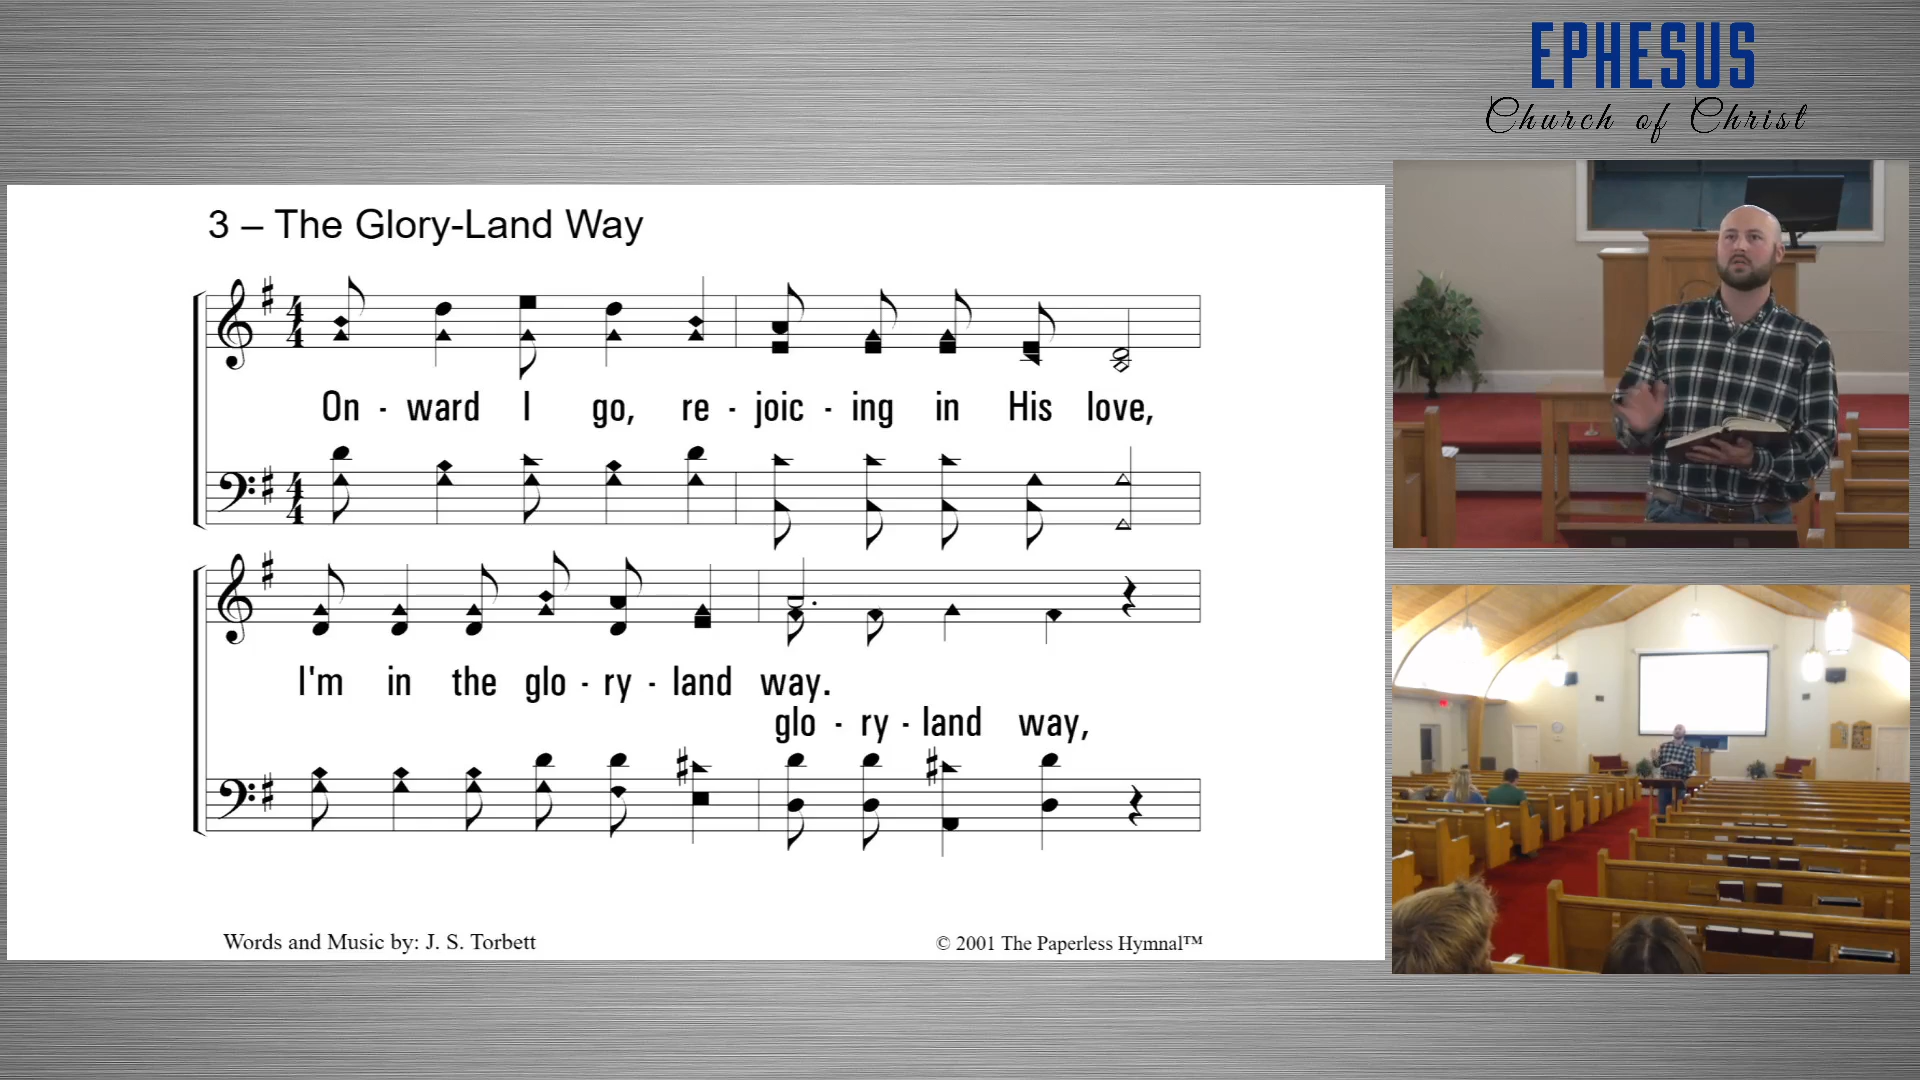 EPHESUS
Church of Christ
3 – The Glory-Land Way
On - ward I go, re - joic - ing in His love,
I'm in the glo - ry - land way.
glo - ry - land way,
Words and Music by: J. S. Torbett
© 2001 The Paperless Hymnal™